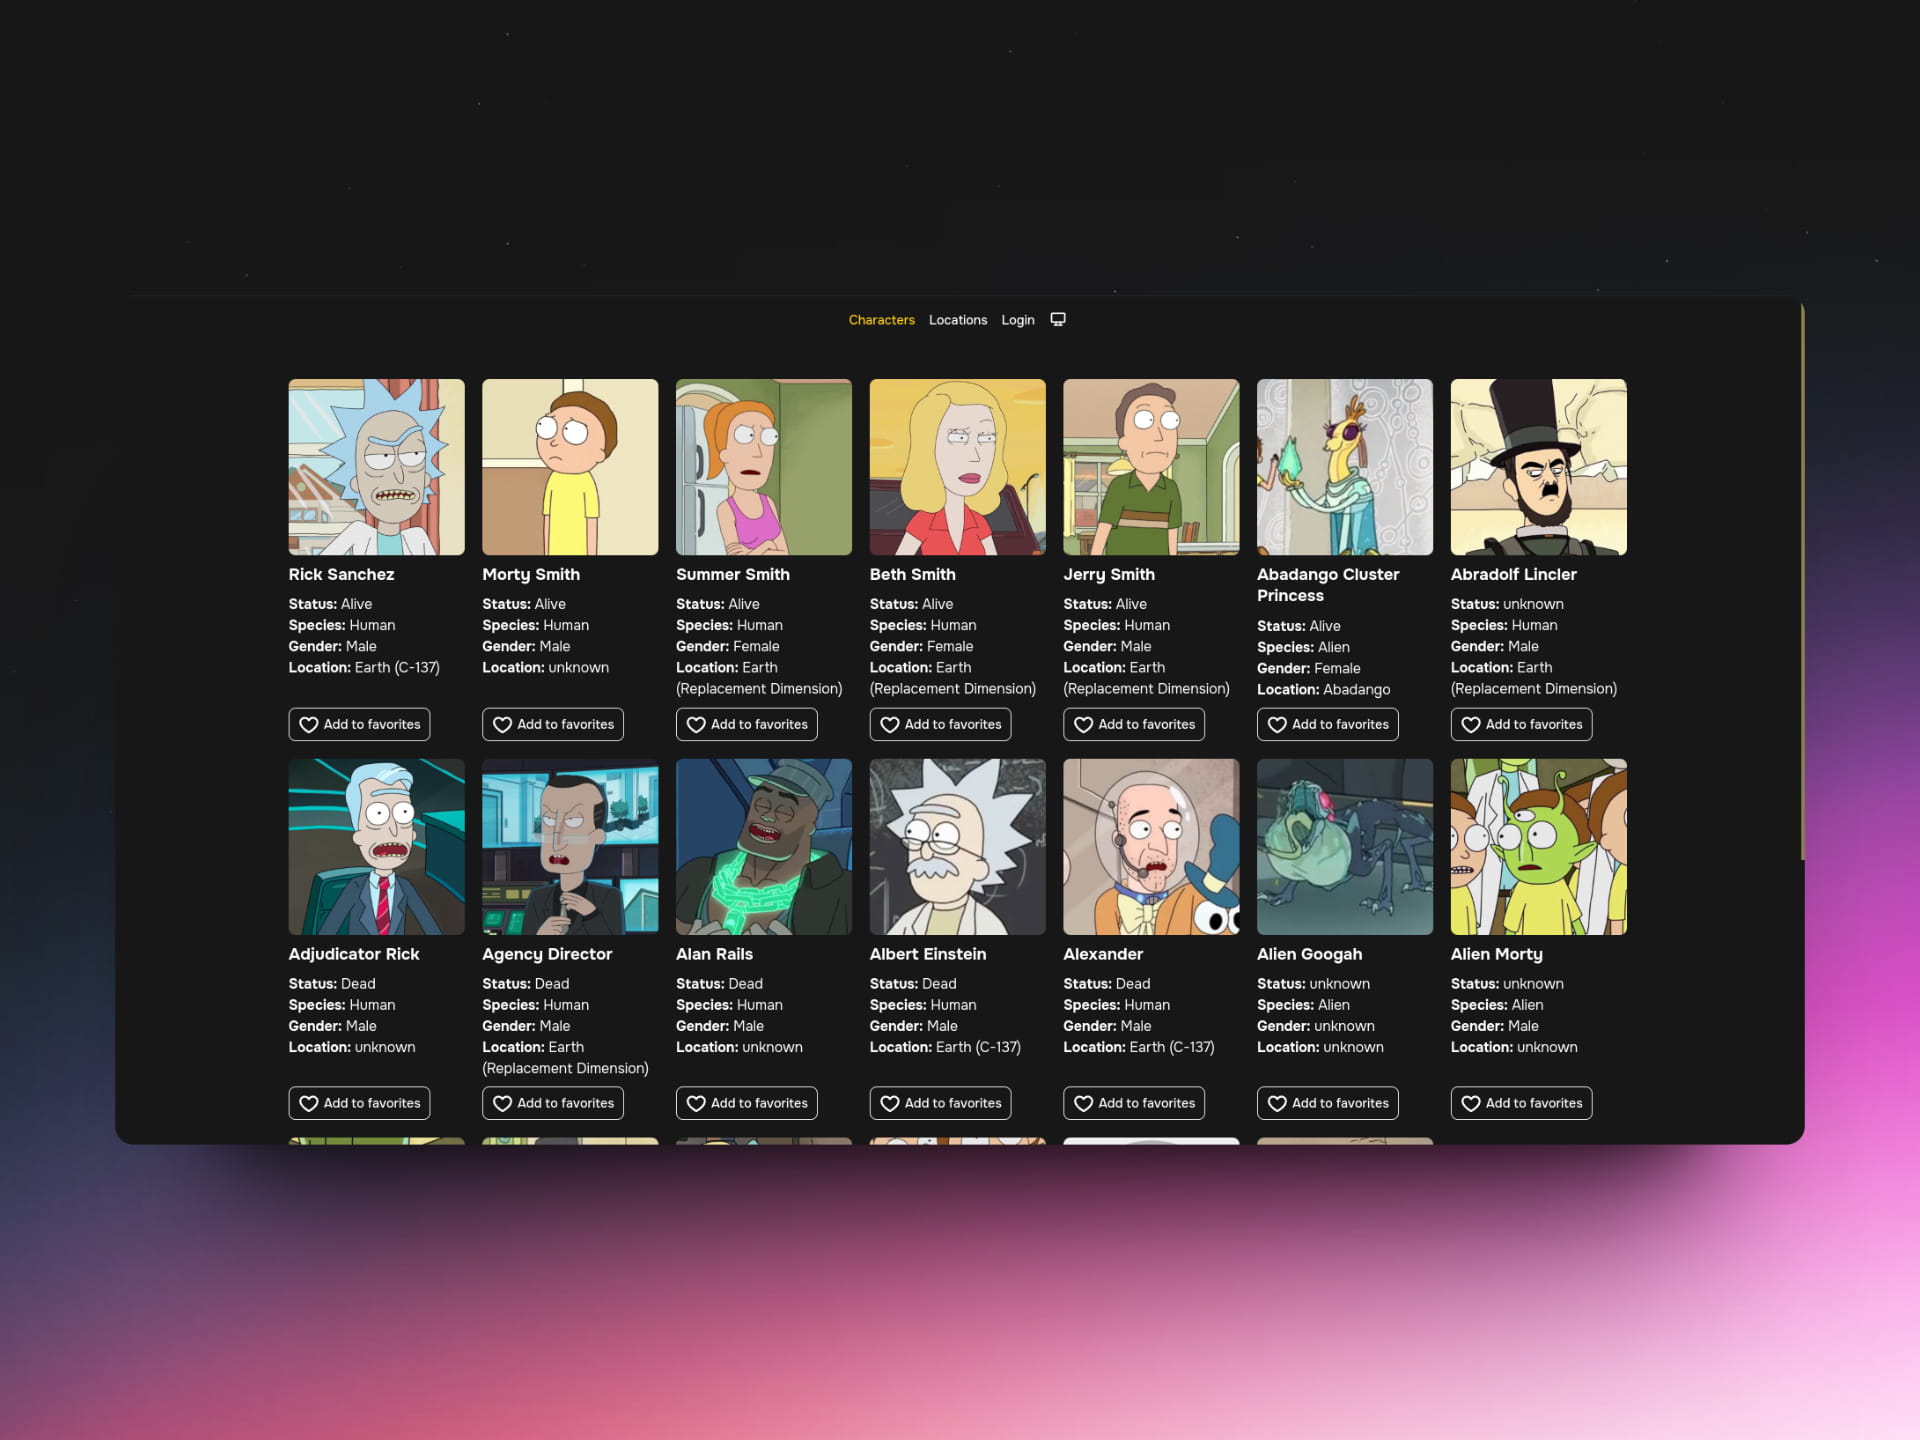 Characters Locations Login
Rick Sanchez
Status: Alive
Species: Human
Gender: Male
Location: Earth (C-137)
Add to favorites
Morty Smith
Status: Alive
Species: Human
Gender: Male
Location: unknown
Add to favorites
Summer Smith
Status: Alive
Species: Human
Gender: Female
Location: Earth
(Replacement Dimension)
Add to favorites
Beth Smith
Status: Alive
Species: Human
Gender: Female
Location: Earth
(Replacement Dimension)
Add to favorites
Jerry Smith
Status: Alive
Species: Human
Gender: Male
Location: Earth
(Replacement Dimension)
Add to favorites
Abadango Cluster
Princess
Status: Alive
Species: Alien
Gender: Female
Location: Abadango
Add to favorites
Abradolf Lincler
Status: unknown
Species: Human
Gender: Male
Location: Earth
(Replacement Dimension)
Add to favorites
Adjudicator Rick
Status: Dead
Species: Human
Gender: Male
Location: unknown
Add to favorites
Agency Director
Status: Dead
Species: Human
Gender: Male
Location: Earth
(Replacement Dimension)
Add to favorites
Alan Rails
Status: Dead
Species: Human
Gender: Male
Location: unknown
Add to favorites
Albert Einstein
Status: Dead
Species: Human
Gender: Male
Location: Earth (C-137)
Add to favorites
Alexander
Status: Dead
Species: Human
Gender: Male
Location: Earth (C-137)
Add to favorites
Alien Googah
Status: unknown
Species: Alien
Gender: unknown
Location: unknown
Add to favorites
Alien Morty
Status: unknown
Species: Alien
Gender: Male
Location: unknown
Add to favorites